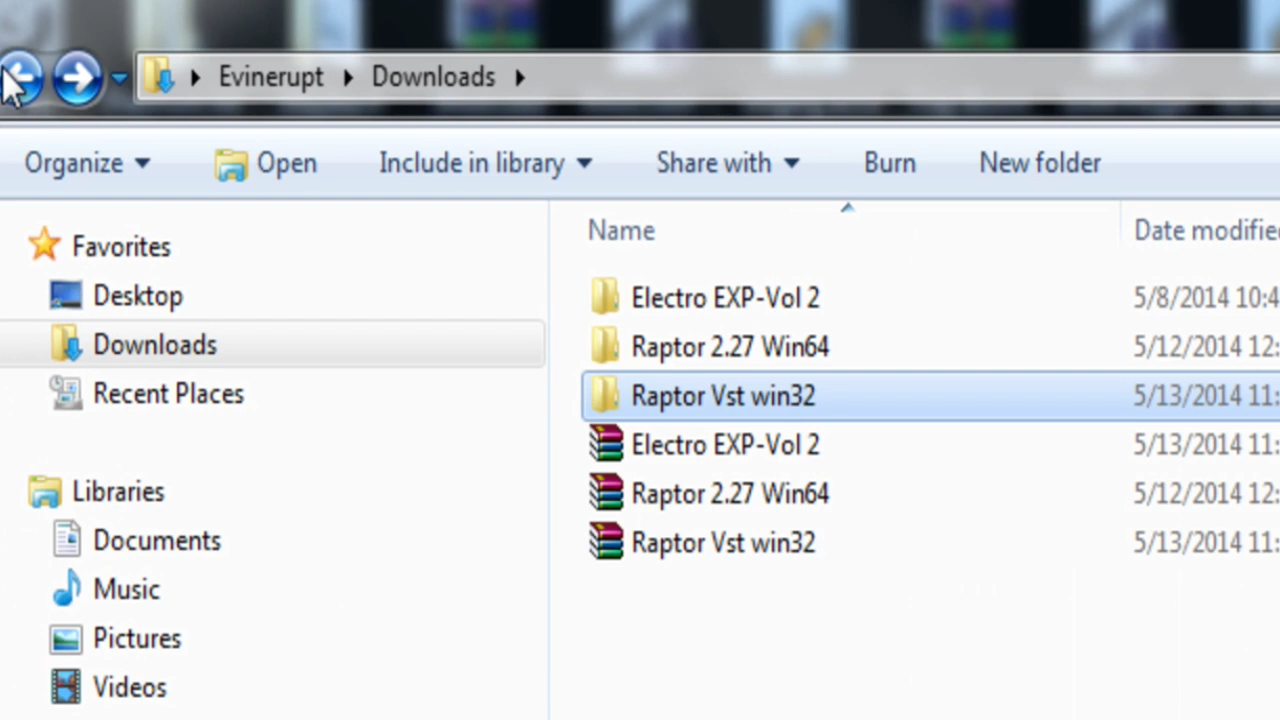 Evinerupt Downloads
Organize Open Include in library Share with Burn New folder
Favorites
Desktop
Downloads
Recent Places
Libraries
Documents
Music
Pictures
Videos
Name Date modifie
Electro EXP-Vol 2 5/8/2014 10:4
Raptor 2.27 Win64 5/12/2014 12:
Raptor Vst win32 5/13/2014 11:
Electro EXP-Vol 2 5/13/2014 11:
Raptor 2.27 Win64 5/12/2014 12:
Raptor Vst win32 5/13/2014 11: